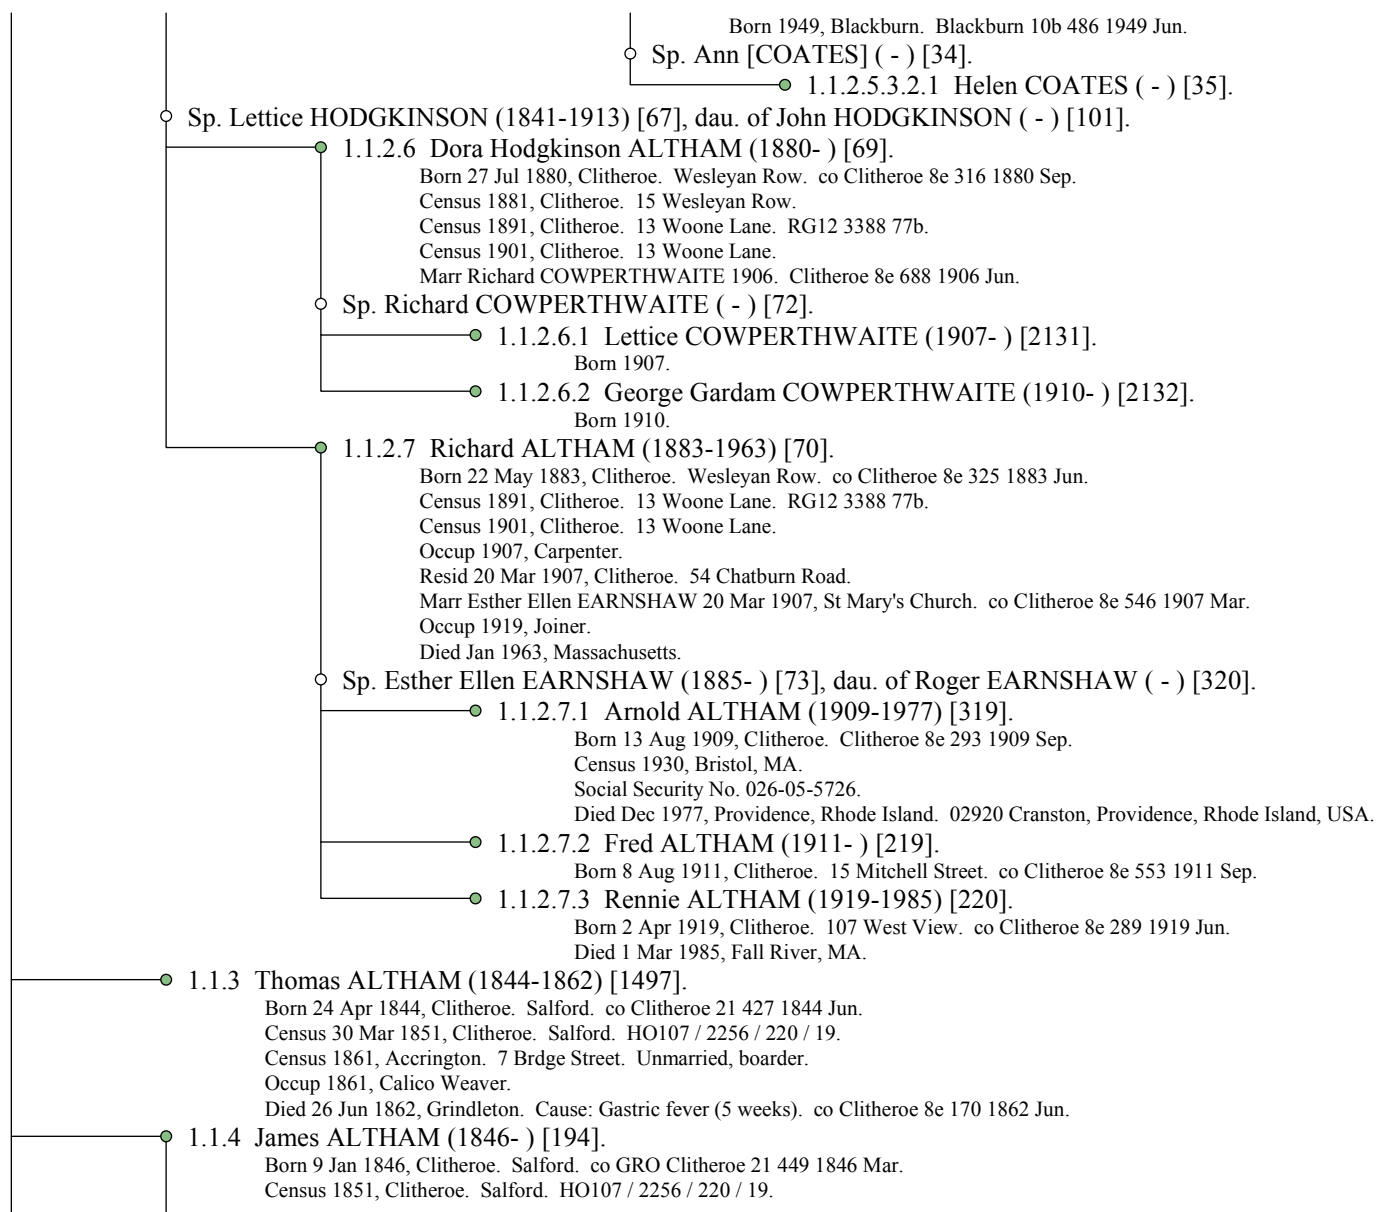 Born 1949, Blackburn. Blackburn 10b 486 1949 Jun.
Sp. Ann [COATES] ( - ) [34].
1.1.2.5.3.2.1 Helen COATES ( - ) [35].
Sp. Lettice HODGKINSON (1841-1913) [67], dau. of John HODGKINSON ( - ) [101].
1.1.2.6 Dora Hodgkinson ALTHAM (1880- ) [69].
Born 27 Jul 1880, Clitheroe. Wesleyan Row. co Clitheroe 8e 316 1880 Sep.
Census 1881, Clitheroe. 15 Wesleyan Row.
Census 1891, Clitheroe. 13 Woone Lane. RG12 3388 77b.
Census 1901, Clitheroe. 13 Woone Lane.
Marr Richard COWPERTHWAITE 1906. Clitheroe 8e 688 1906 Jun.
Sp. Richard COWPERTHWAITE ( - ) [72].
1.1.2.6.1 Lettice COWPERTHWAITE (1907- ) [2131].
Born 1907.
1.1.2.6.2 George Gardam COWPERTHWAITE (1910- ) [2132].
Born 1910.
1.1.2.7 Richard ALTHAM (1883-1963) [70].
Born 22 May 1883, Clitheroe. Wesleyan Row. co Clitheroe 8e 325 1883 Jun.
Census 1891, Clitheroe. 13 Woone Lane. RG12 3388 77b.
Census 1901, Clitheroe. 13 Woone Lane.
Occup 1907, Carpenter.
Resid 20 Mar 1907, Clitheroe. 54 Chatburn Road.
Marr Esther Ellen EARNSHAW 20 Mar 1907, St Mary's Church. co Clitheroe 8e 546 1907 Mar.
Occup 1919, Joiner.
Died Jan 1963, Massachusetts.
Sp. Esther Ellen EARNSHAW (1885- ) [73], dau. of Roger EARNSHAW ( - ) [320].
1.1.2.7.1 Arnold ALTHAM (1909-1977) [319].
Born 13 Aug 1909, Clitheroe. Clitheroe 8e 293 1909 Sep.
Census 1930, Bristol, MA.
Social Security No. 026-05-5726.
Died Dec 1977, Providence, Rhode Island. 02920 Cranston, Providence, Rhode Island, USA.
1.1.2.7.2 Fred ALTHAM (1911- ) [219].
Born 8 Aug 1911, Clitheroe. 15 Mitchell Street. co Clitheroe 8e 553 1911 Sep.
1.1.2.7.3 Rennie ALTHAM (1919-1985) [220].
Born 2 Apr 1919, Clitheroe. 107 West View. co Clitheroe 8e 289 1919 Jun.
Died 1 Mar 1985, Fall River, MA.
1.1.3 Thomas ALTHAM (1844-1862) [1497].
Born 24 Apr 1844, Clitheroe. Salford. co Clitheroe 21 427 1844 Jun.
Census 30 Mar 1851, Clitheroe. Salford. HO107 / 2256 / 220 / 19.
Census 1861, Accrington. 7 Brdge Street. Unmarried, boarder.
Occup 1861, Calico Weaver.
Died 26 Jun 1862, Grindleton. Cause: Gastric fever (5 weeks). co Clitheroe 8e 170 1862 Jun.
1.1.4 James ALTHAM (1846- ) [194].
Born 9 Jan 1846, Clitheroe. Salford. co GRO Clitheroe 21 449 1846 Mar.
Census 1851, Clitheroe. Salford. HO107 / 2256 / 220 / 19.